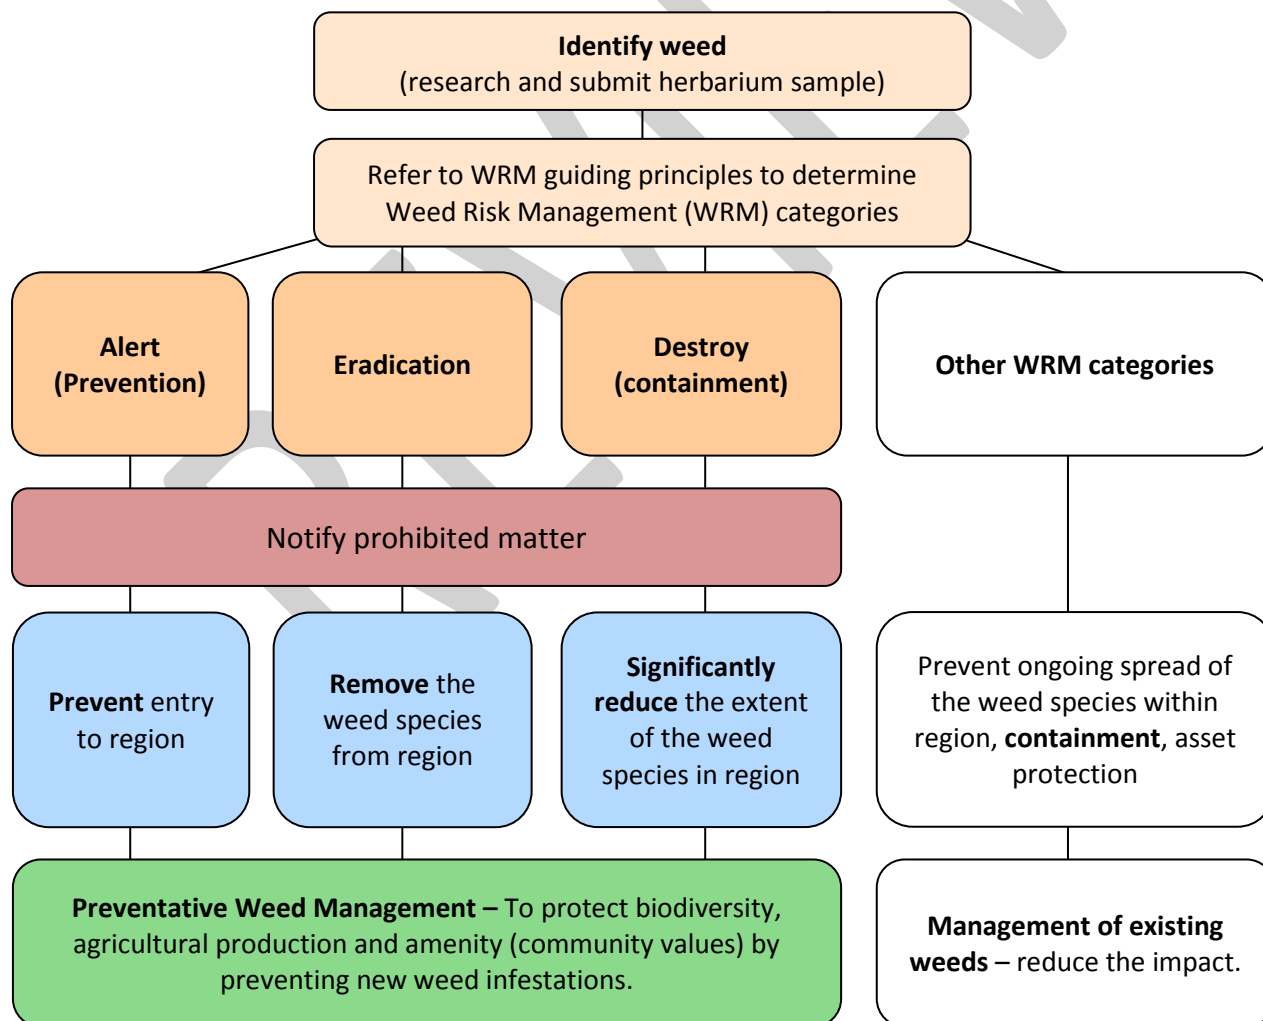 Identify weed
(research and submit herbarium sample)
Refer to WRM guiding principles to determine
Weed Risk Management (WRM) categories
Alert
(Prevention)
Eradication
Destroy
(containment)
Other WRM categories
Notify prohibited matter
Prevent entry
to region
Remove the
weed species
from region
Significantly
reduce the extent
of the weed
species in region
Prevent ongoing spread of
the weed species within
region, containment, asset
protection
Preventative Weed Management – To protect biodiversity,
agricultural production and amenity (community values) by
preventing new weed infestations.
Management of existing
weeds – reduce the impact.